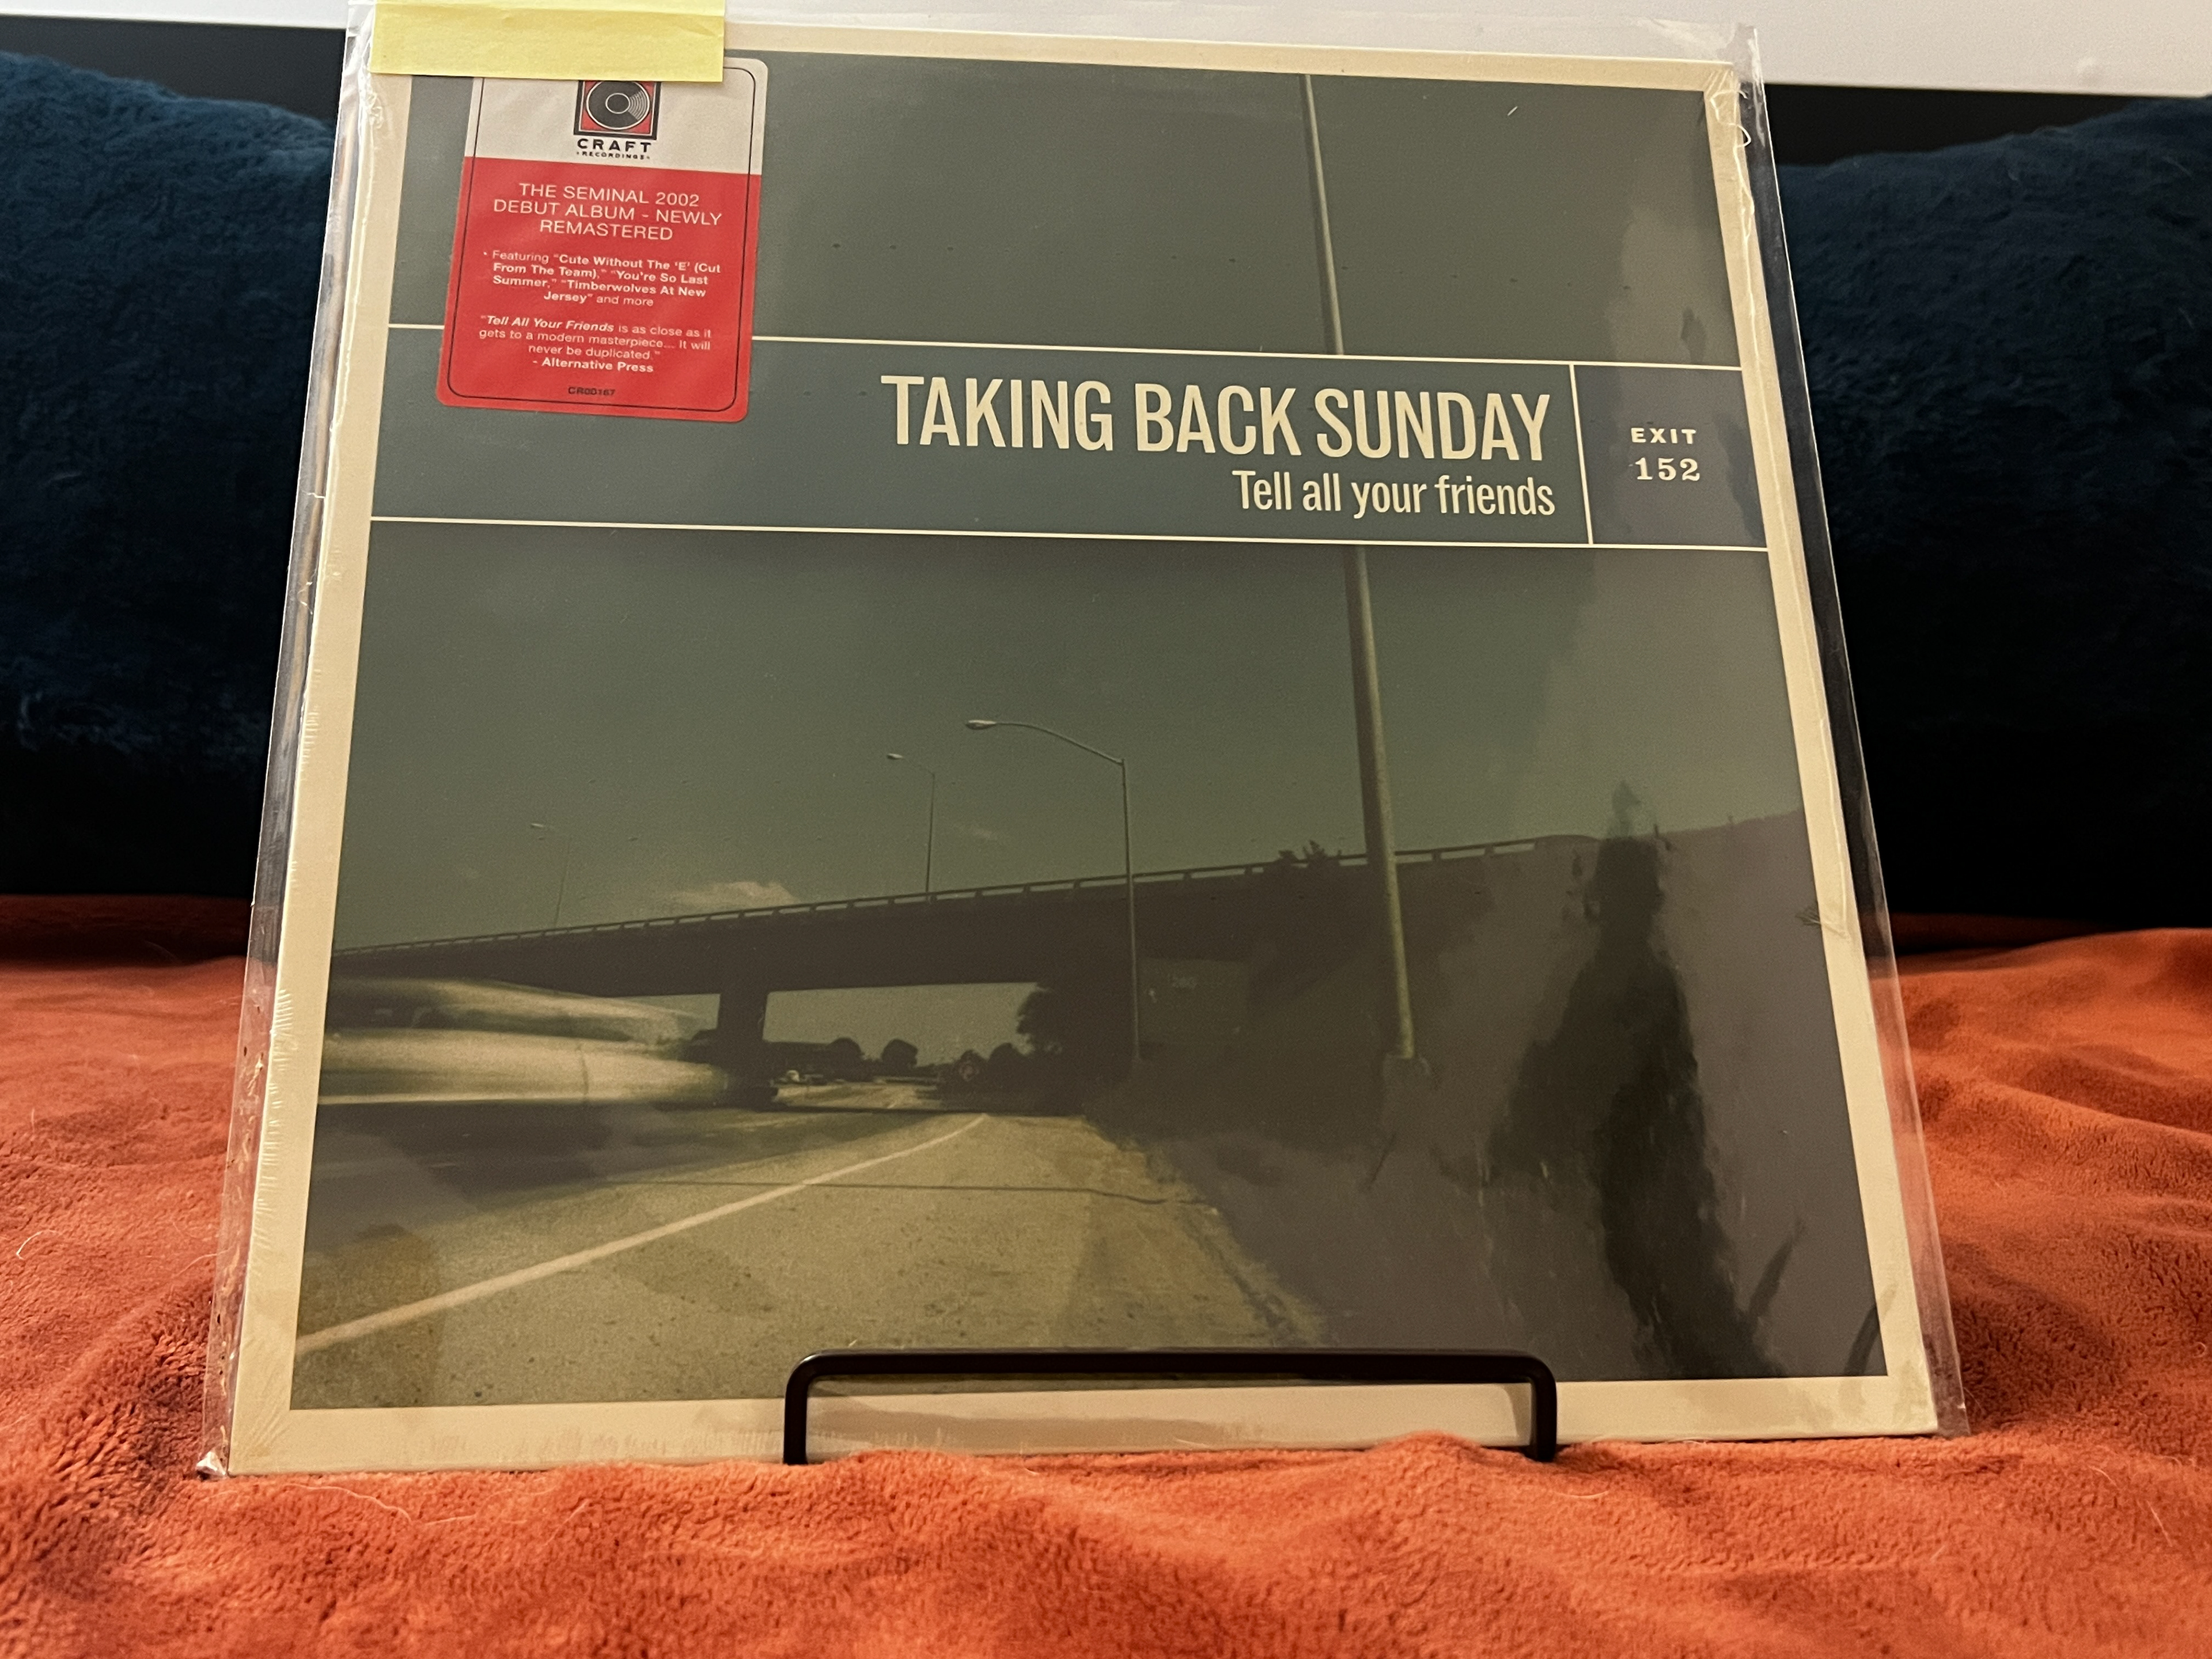 CRAFT
RECORDINGS
THE SEMINAL 2002
DEBUT ALBUM - NEWLY
REMASTERED
• Featuring “Cute Without The ‘E’ (Cut
From The Team),” “You're So Last
Summer,” “Timberwolves At New
Jersey” and more
“Tell All Your Friends is as close as it
gets to a modern masterpiece... It will
never be duplicated.”
- Alternative Press
CR00167
TAKING BACK SUNDAY
Tell all your friends
EXIT
152